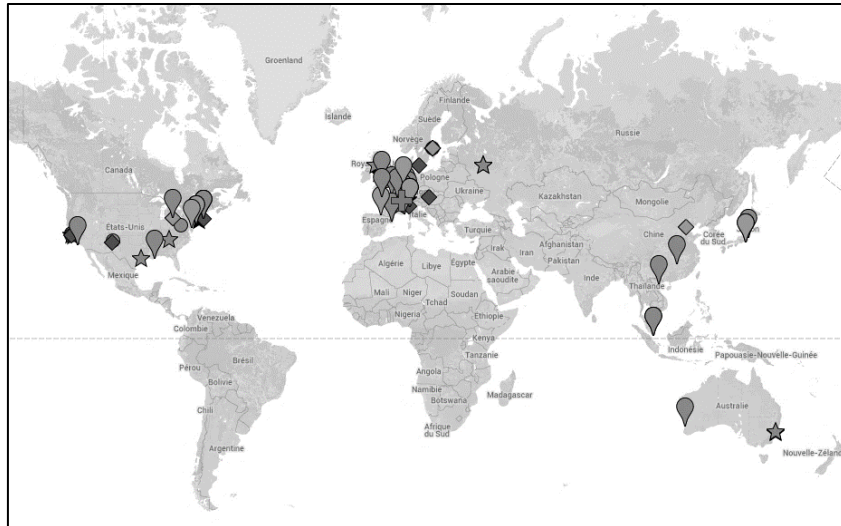 Groenland
Islande
Finlande
Suède
Norvège
Russie
Canada
Roya
Pologne
Ukraine
Kazakhstan
Mongolie
États-Unis
Espagne
Italie
Turquie
Chine
Corée
du Sud
Mexique
Algérie
Libye
Égypte
Irak
Iran
Afghanistan
Pakistan
Arabie
saoudite
Inde
Mali
Niger
Tchad
Soudan
Thaïlande
Nigeria
Éthiopie
Venezuela
Colombie
Kenya
Tanzanie
Indonésie
Papouasie-Nouvelle-Guinée
Brésil
Pérou
Bolivie
Angola
Namibie
Botswana
Madagascar
Chili
Afrique
du Sud
Australie
Argentine
Nouvelle-Zéland